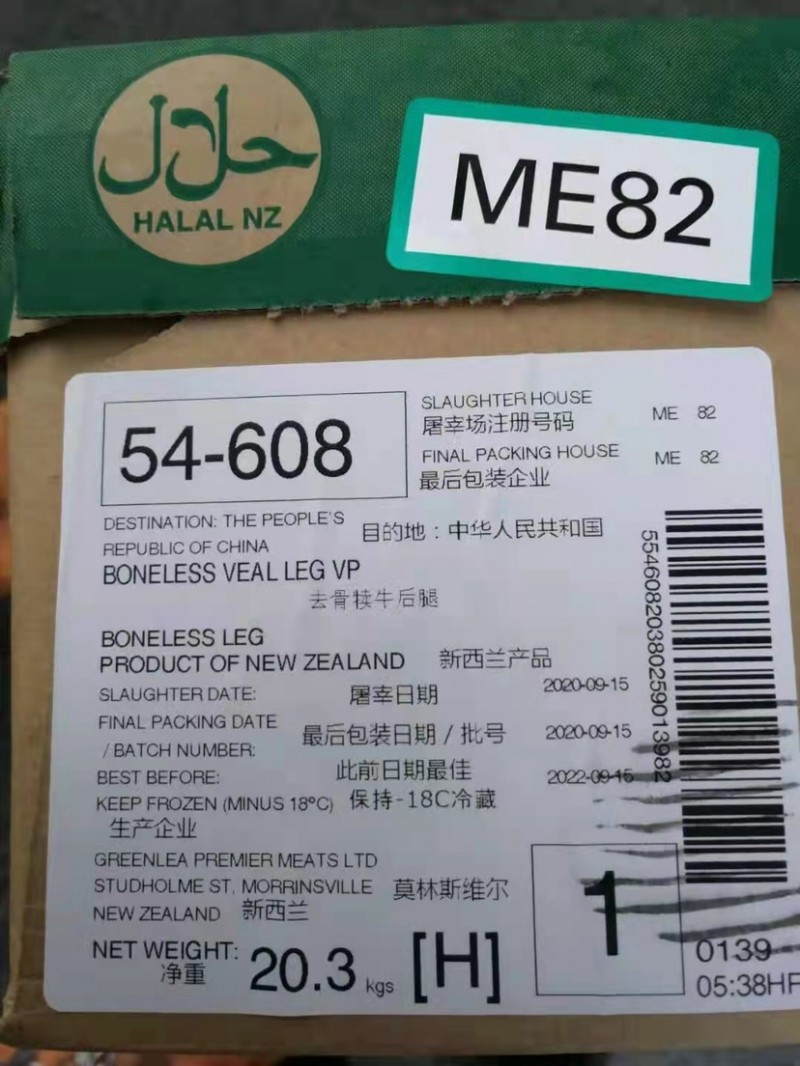 حلال
HALAL NZ
ME82
54-608
SLAUGHTER HOUSE
屠宰场注册号码 ME 82
FINAL PACKING HOUSE
最后包装企业 ME 82
DESTINATION: THE PEOPLE'S
REPUBLIC OF CHINA
目的地：中华人民共和国
BONELESS VEAL LEG VP
去骨犊牛后腿
BONELESS LEG
PRODUCT OF NEW ZEALAND 新西兰产品
SLAUGHTER DATE: 屠宰日期 2020-09-15
FINAL PACKING DATE
/ BATCH NUMBER: 最后包装日期 / 批号 2020-09-15
BEST BEFORE: 此前日期最佳 2022-09-15
KEEP FROZEN (MINUS 18ºC) 保持-18C冷藏
生产企业
GREENLEA PREMIER MEATS LTD
STUDHOLME ST, MORRINSVILLE 莫林斯维尔
NEW ZEALAND 新西兰
NET WEIGHT: 20.3 kgs
净重
[H]
1
55460820380259013982
0139
05:38HF